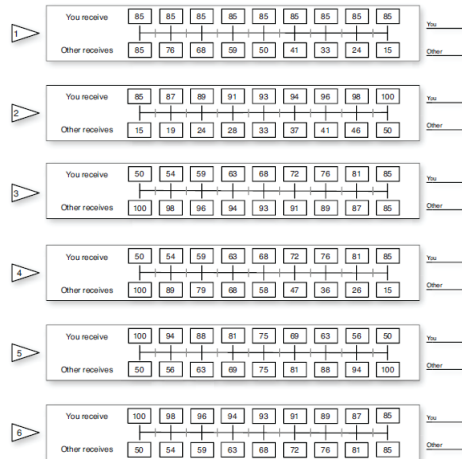 You receive 85 85 85 85 85 85 85 85 85
You
1
Other receives 85 76 68 59 50 41 33 24 15
Other
You receive 85 87 89 91 93 94 96 98 100
You
2
Other receives 15 19 24 28 33 37 41 46 50
Other
You receive 50 54 59 63 68 72 76 81 85
You
3
Other receives 100 98 96 94 93 91 89 87 85
Other
You receive 50 54 59 63 68 72 76 81 85
You
4
Other receives 100 89 79 68 58 47 36 26 15
Other
You receive 100 94 88 81 75 69 63 56 50
You
5
Other receives 50 56 63 69 75 81 88 94 100
Other
You receive 100 98 96 94 93 91 89 87 85
You
6
Other receives 50 54 59 63 68 72 76 81 85
Other